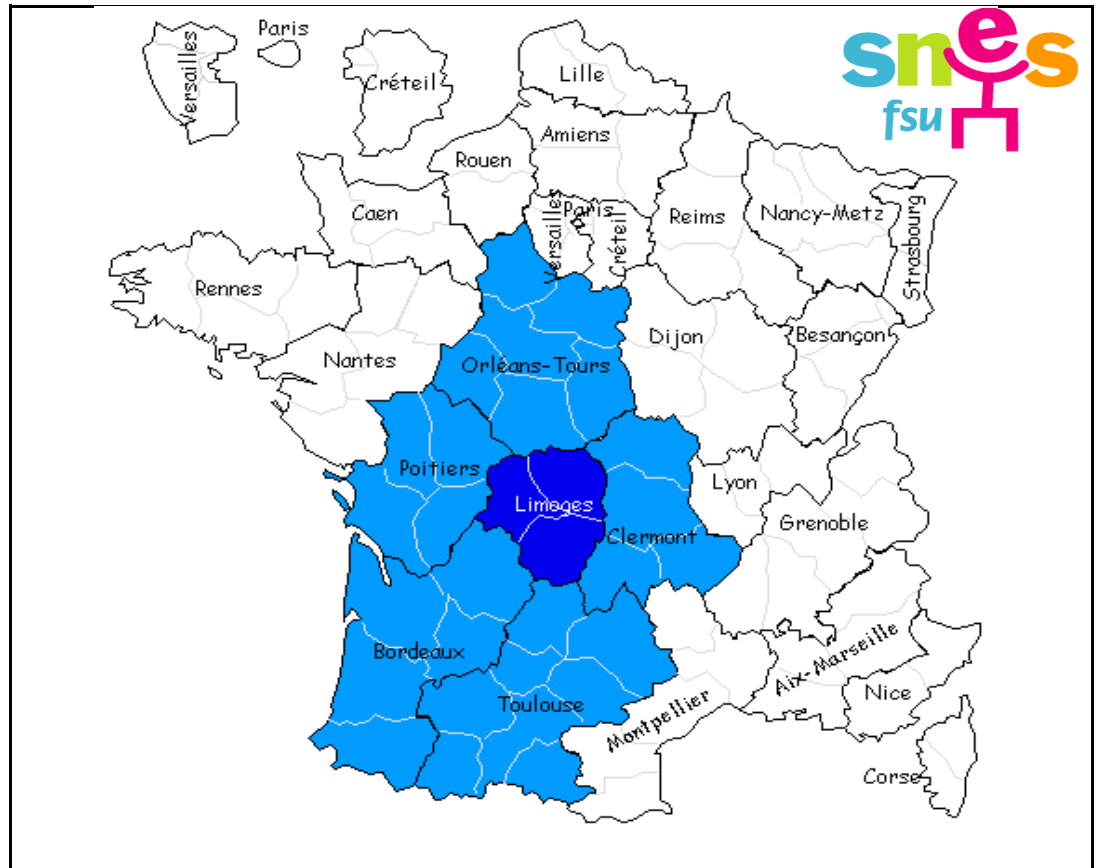 Versailles
Paris
Créteil
Lille
snes
fsu
Amiens
Rouen
Caen
Versailles
Paris
Créteil
Reims
Nancy-Metz
Strasbourg
Rennes
Nantes
Orléans-Tours
Dijon
Besançon
Poitiers
Limoges
Clermont
Lyon
Grenoble
Bordeaux
Toulouse
Montpellier
Aix-Marseille
Nice
Corse